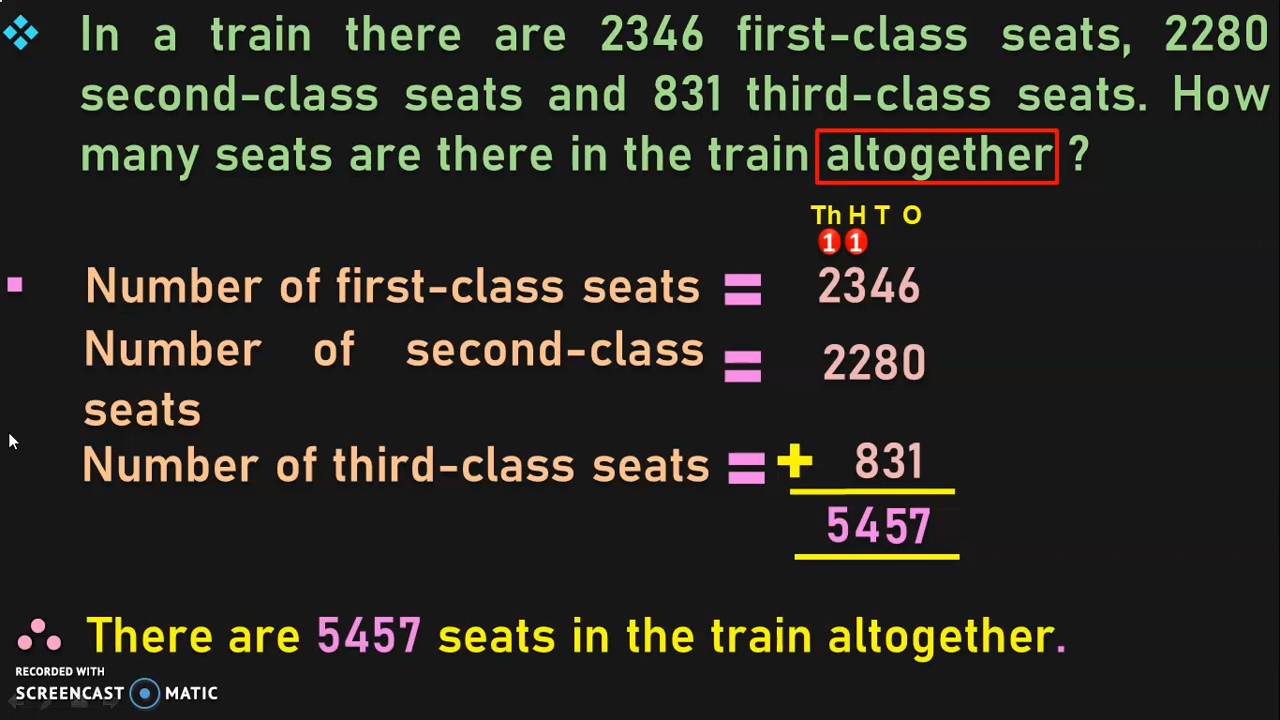 In a train there are 2346 first-class seats, 2280
second-class seats and 831 third-class seats. How
many seats are there in the train altogether ?
Th H T O
1 1
Number of first-class seats = 2346
Number of second-class = 2280
seats
Number of third-class seats = + 831
5457
∴ There are 5457 seats in the train altogether.
RECORDED WITH
SCREENCAST MATIC